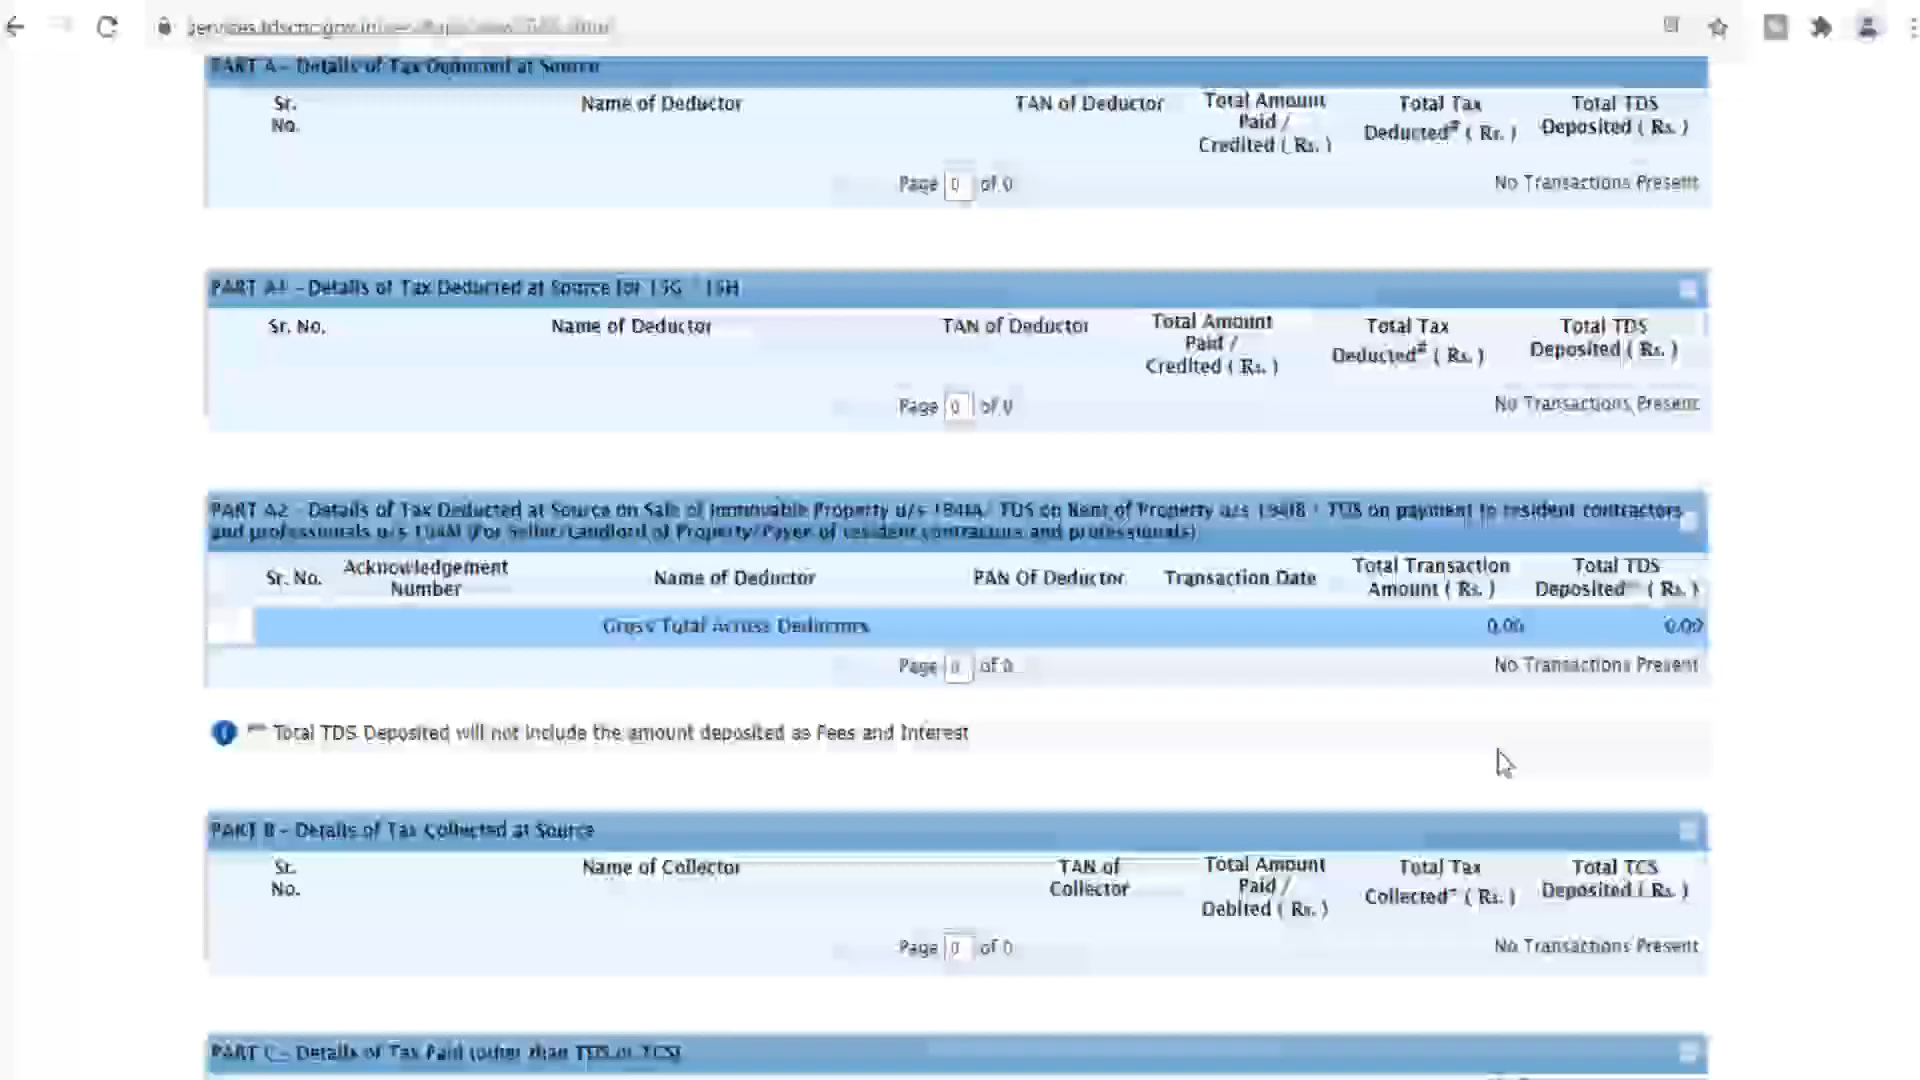 PART A - Details of Tax Deducted at Source
Sr. No. Name of Deductor TAN of Deductor Total Amount Paid / Credited ( Rs. ) Total Tax Deducted# ( Rs. ) Total TDS Deposited ( Rs. )
Page 0 of 0 No Transactions Present
PART A1 - Details of Tax Deducted at Source for 15G / 15H
Sr. No. Name of Deductor TAN of Deductor Total Amount Paid / Credited ( Rs. ) Total Tax Deducted# ( Rs. ) Total TDS Deposited ( Rs. )
Page 0 of 0 No Transactions Present
PART A2 - Details of Tax Deducted at Source on Sale of Immovable Property u/s 194IA/ TDS on Rent of Property u/s 194IB / TDS on payment to resident contractors
and professionals u/s 194M (For Seller/Landlord of Property/Payee of resident contractors and professionals)
Sr. No. Acknowledgement Number Name of Deductor PAN Of Deductor Transaction Date Total Transaction Amount ( Rs. ) Total TDS Deposited** ( Rs. )
Gross Total Across Deductors 0.00 0.00
Page 0 of 0 No Transactions Present
** Total TDS Deposited will not include the amount deposited as Fees and Interest
PART B - Details of Tax Collected at Source
Sr. No. Name of Collector TAN of Collector Total Amount Paid / Debited ( Rs. ) Total Tax Collected+ ( Rs. ) Total TCS Deposited ( Rs. )
Page 0 of 0 No Transactions Present
PART C - Details of Tax Paid (other than TDS or TCS)